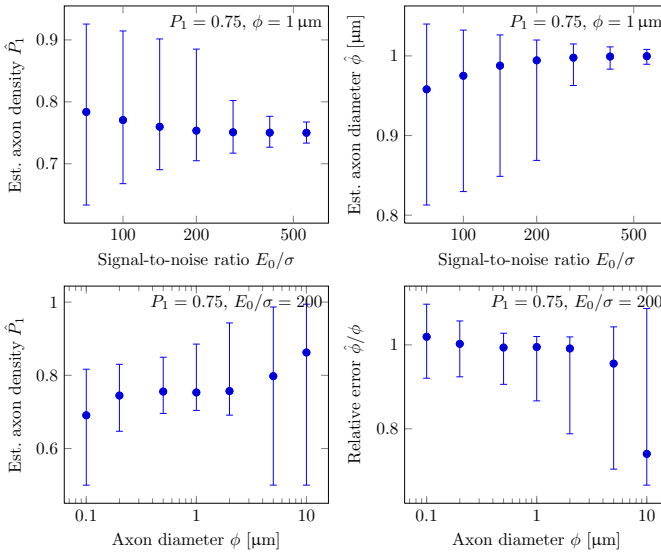 P₁ = 0.75, ϕ = 1 μm
Est. axon density P̂₁
0.9
0.8
0.7
100
200
500
Signal-to-noise ratio E₀/σ
P₁ = 0.75, ϕ = 1 μm
Est. axon diameter ϕ̂ [μm]
1
0.9
0.8
100
200
500
Signal-to-noise ratio E₀/σ
P₁ = 0.75, E₀/σ = 200
Est. axon density P̂₁
1
0.8
0.6
0.1
1
10
Axon diameter ϕ [μm]
P₁ = 0.75, E₀/σ = 200
Relative error ϕ̂/ϕ
1
0.8
0.1
1
10
Axon diameter ϕ [μm]